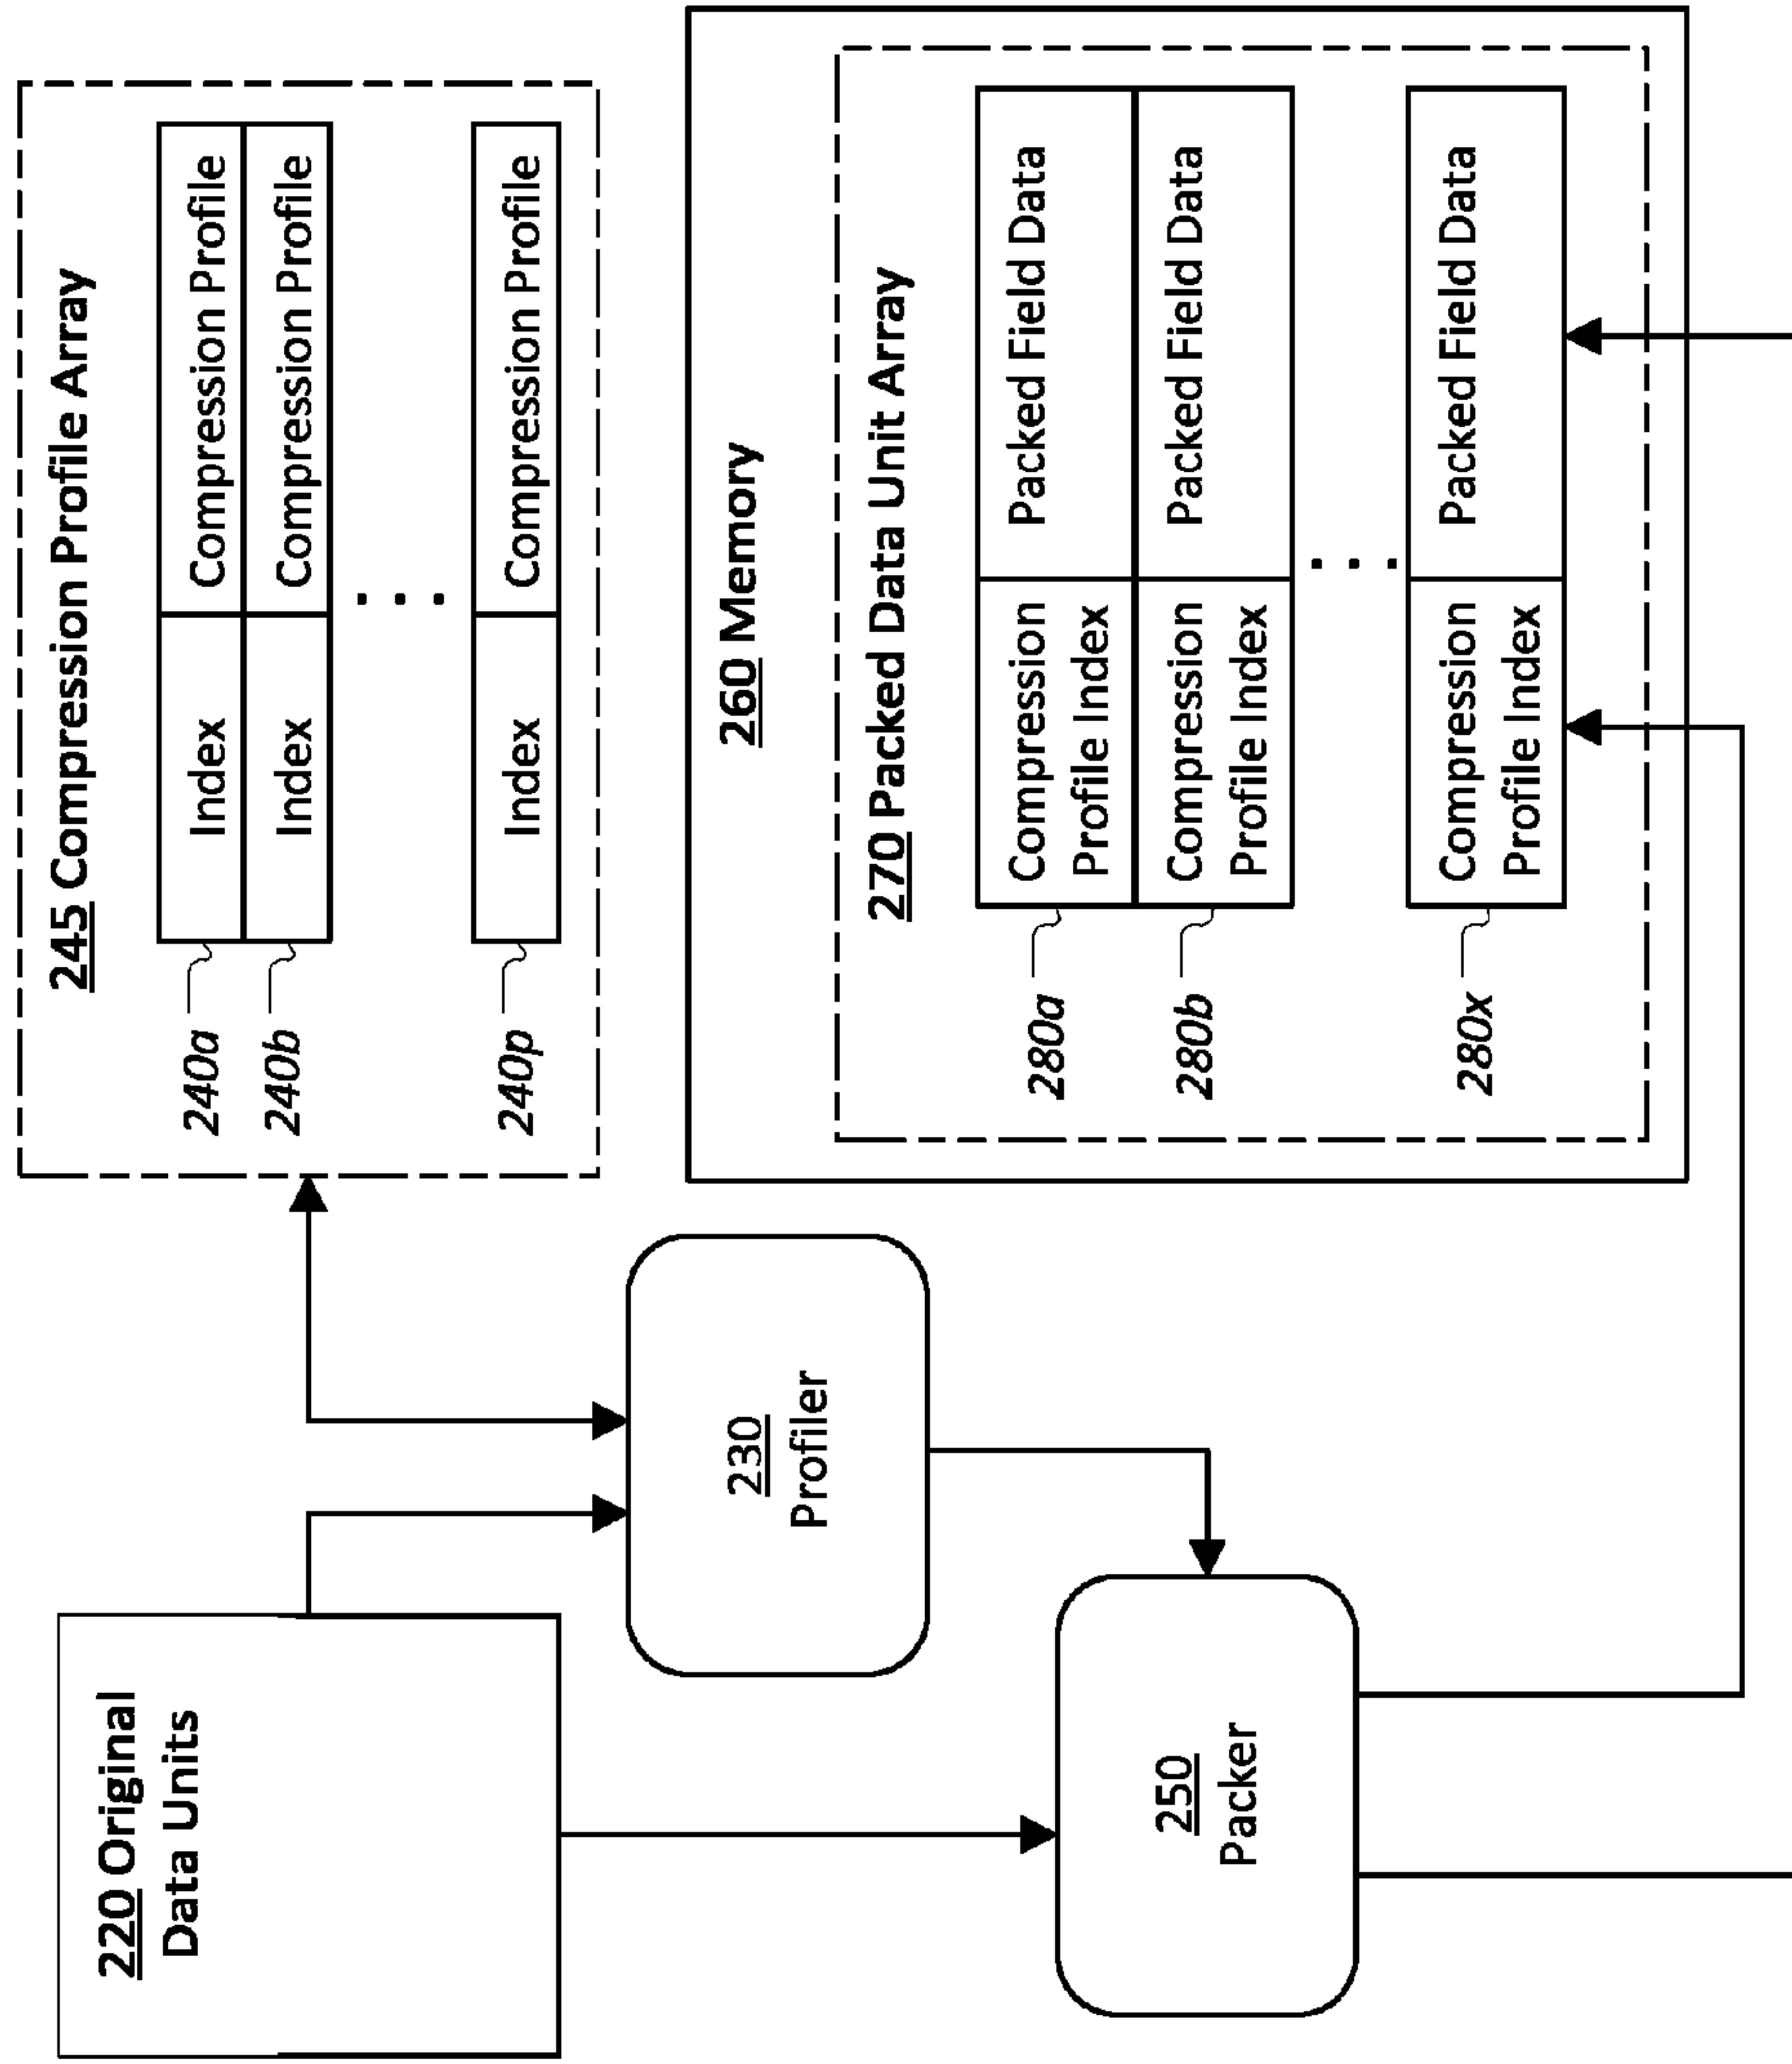 220 Original
Data Units
245 Compression Profile Array
240a
Index
Compression Profile
240b
Index
Compression Profile
. . .
240p
Index
Compression Profile
230
Profiler
260 Memory
270 Packed Data Unit Array
280a
Compression
Profile Index
Packed Field Data
280b
Compression
Profile Index
Packed Field Data
. . .
280x
Compression
Profile Index
Packed Field Data
250
Packer